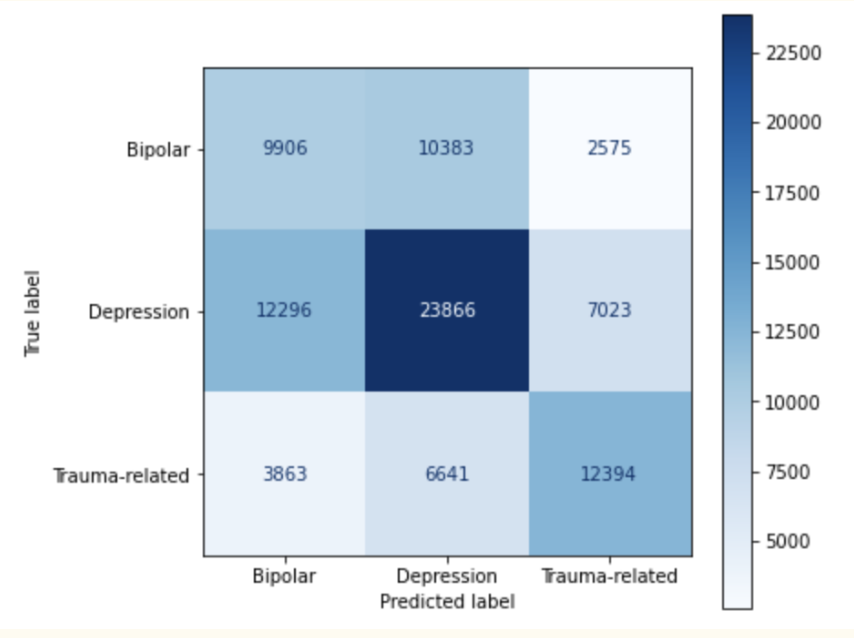 22500
20000
17500
15000
12500
10000
7500
5000
True label
Bipolar 9906 10383 2575
Depression 12296 23866 7023
Trauma-related 3863 6641 12394
Bipolar Depression Trauma-related
Predicted label